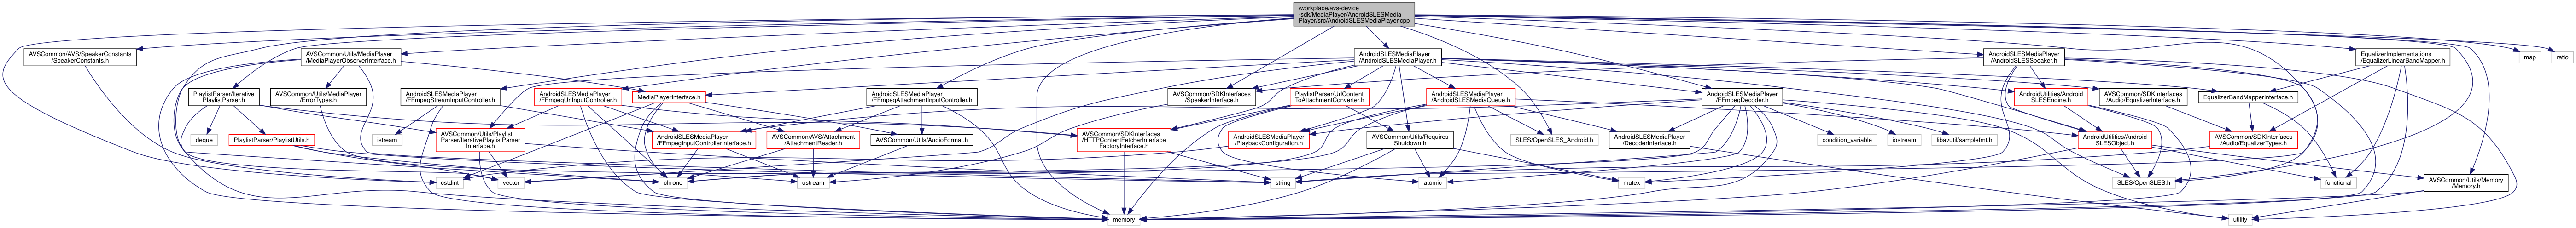 /workplace/avs-device
-sdk/MediaPlayer/AndroidSLESMedia
Player/src/AndroidSLESMediaPlayer.cpp
AVSCommon/AVS/SpeakerConstants
/SpeakerConstants.h
AVSCommon/Utils/MediaPlayer
/MediaPlayerObserverInterface.h
AndroidSLESMediaPlayer
/AndroidSLESMediaPlayer.h
AndroidSLESMediaPlayer
/AndroidSLESSpeaker.h
EqualizerImplementations
/EqualizerLinearBandMapper.h
map
ratio
PlaylistParser/Iterative
PlaylistParser.h
AVSCommon/Utils/MediaPlayer
/ErrorTypes.h
AndroidSLESMediaPlayer
/FFmpegStreamInputController.h
AndroidSLESMediaPlayer
/FFmpegUrlInputController.h
MediaPlayerInterface.h
AndroidSLESMediaPlayer
/FFmpegAttachmentInputController.h
AVSCommon/SDKInterfaces
/SpeakerInterface.h
PlaylistParser/UrlContent
ToAttachmentConverter.h
AndroidSLESMediaPlayer
/AndroidSLESMediaQueue.h
AndroidSLESMediaPlayer
/FFmpegDecoder.h
AndroidUtilities/Android
SLESEngine.h
AVSCommon/SDKInterfaces
/Audio/EqualizerInterface.h
EqualizerBandMapperInterface.h
deque
PlaylistParser/PlaylistUtils.h
istream
AVSCommon/Utils/Playlist
Parser/IterativePlaylistParser
Interface.h
AndroidSLESMediaPlayer
/FFmpegInputControllerInterface.h
AVSCommon/AVS/Attachment
/AttachmentReader.h
AVSCommon/Utils/AudioFormat.h
AVSCommon/SDKInterfaces
/HTTPContentFetcherInterface
FactoryInterface.h
AndroidSLESMediaPlayer
/PlaybackConfiguration.h
AVSCommon/Utils/Requires
Shutdown.h
SLES/OpenSLES_Android.h
AndroidSLESMediaPlayer
/DecoderInterface.h
condition_variable
iostream
libavutil/samplefmt.h
AndroidUtilities/Android
SLESObject.h
AVSCommon/SDKInterfaces
/Audio/EqualizerTypes.h
cstdint
vector
chrono
ostream
string
atomic
mutex
SLES/OpenSLES.h
functional
AVSCommon/Utils/Memory
/Memory.h
memory
utility